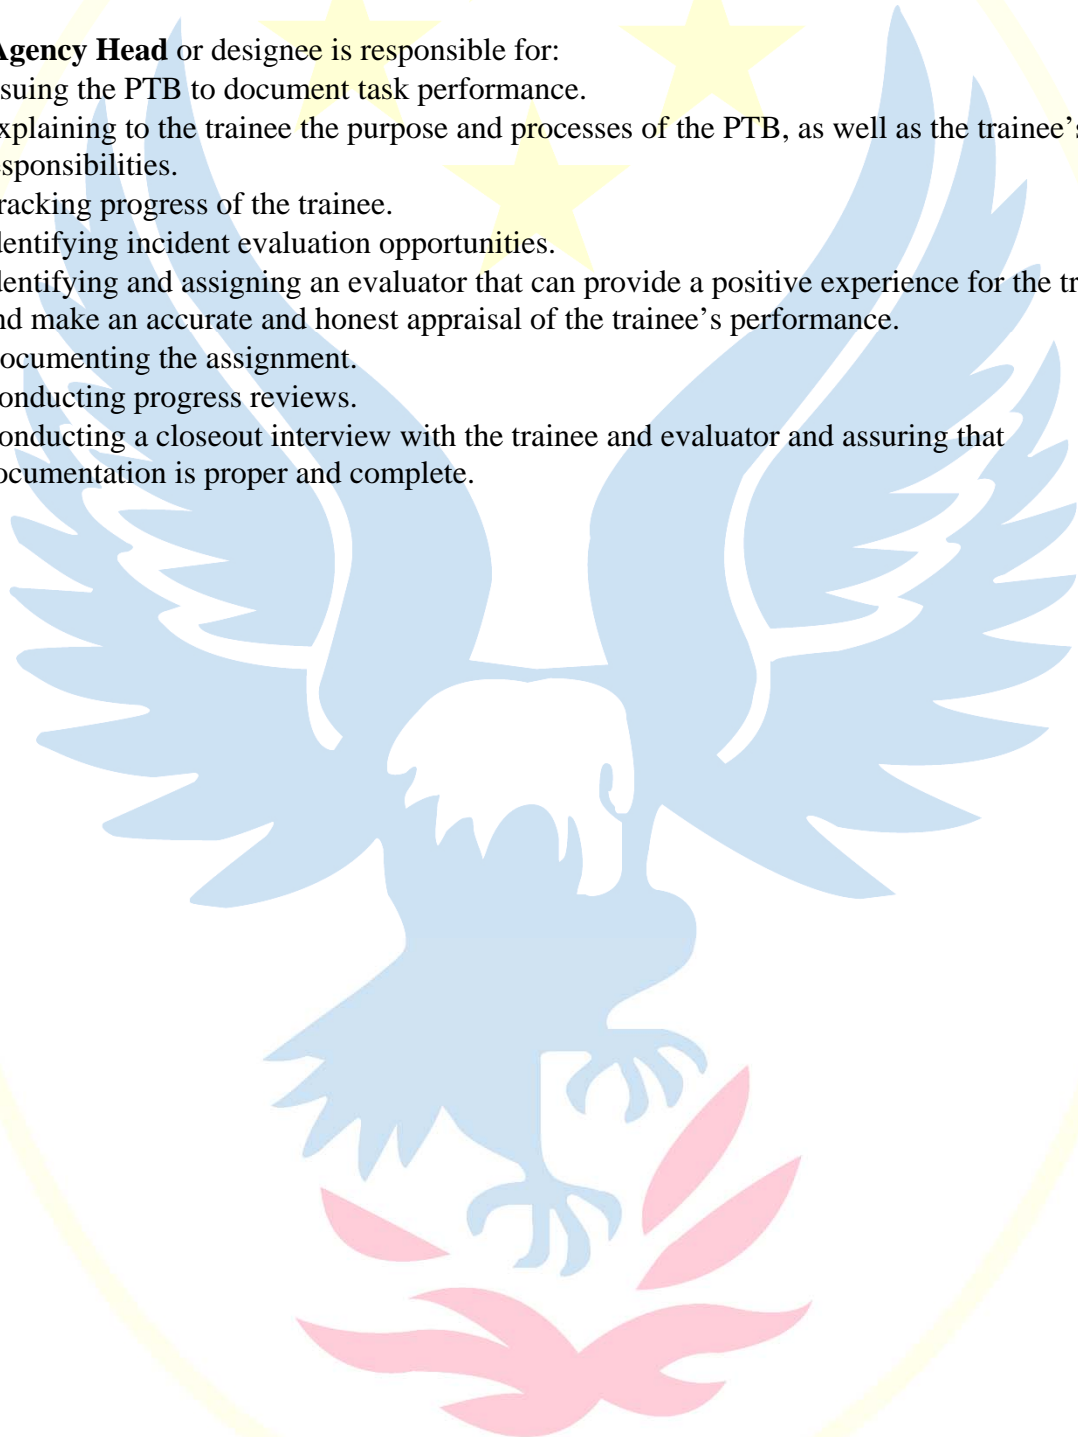 Agency Head or designee is responsible for:
suing the PTB to document task performance.
xplaining to the trainee the purpose and processes of the PTB, as well as the trainee's
esponsibilities.
racking progress of the trainee.
dentifying incident evaluation opportunities.
dentifying and assigning an evaluator that can provide a positive experience for the tr
nd make an accurate and honest appraisal of the trainee's performance.
ocumenting the assignment.
onducting progress reviews.
onducting a closeout interview with the trainee and evaluator and assuring that
ocumentation is proper and complete.